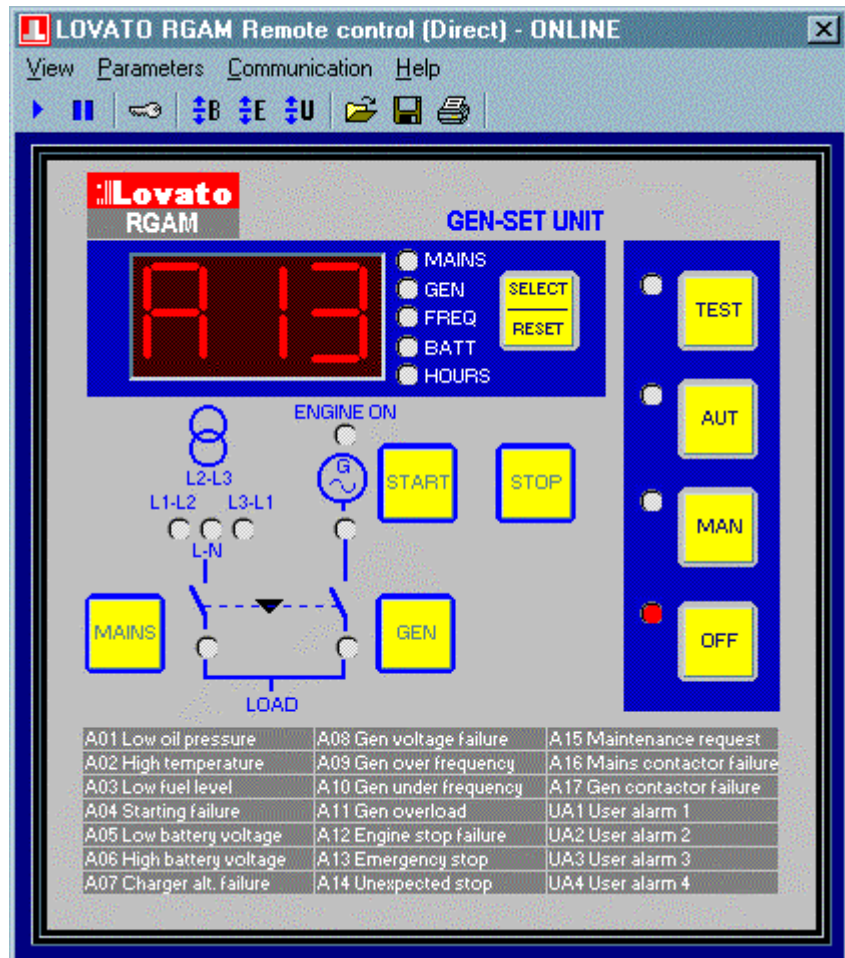 LOVATO RGAM Remote control (Direct) - ONLINE
View Parameters Communication Help
B E U
Lovato
RGAM
GEN-SET UNIT
A13
MAINS
GEN
FREQ
BATT
HOURS
SELECT
RESET
TEST
AUT
MAN
OFF
ENGINE ON
G
START
STOP
L2-L3
L1-L2 L3-L1
L-N
MAINS
GEN
LOAD
A01 Low oil pressure
A02 High temperature
A03 Low fuel level
A04 Starting failure
A05 Low battery voltage
A06 High battery voltage
A07 Charger alt. failure
A08 Gen voltage failure
A09 Gen over frequency
A10 Gen under frequency
A11 Gen overload
A12 Engine stop failure
A13 Emergency stop
A14 Unexpected stop
A15 Maintenance request
A16 Mains contactor failure
A17 Gen contactor failure
UA1 User alarm 1
UA2 User alarm 2
UA3 User alarm 3
UA4 User alarm 4